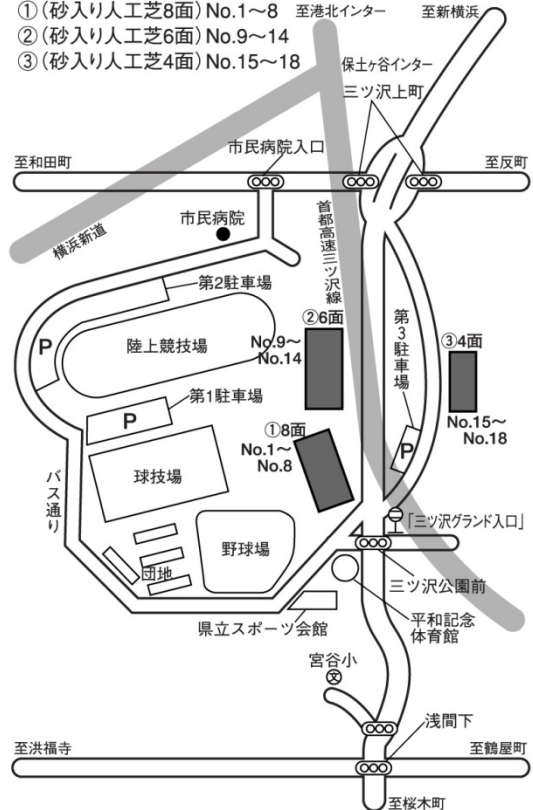 ①(砂入り人工芝8面)No.1~8
②(砂入り人工芝6面)No.9~14
③(砂入り人工芝4面)No.15~18
至港北インター
至新横浜
保土ヶ谷インター
三ツ沢上町
市民病院入口
至和田町
至反町
市民病院
横浜新道
首都高速三ツ沢線
第2駐車場
P
陸上競技場
②6面
No.9~
No.14
第3駐車場
③4面
No.15~
No.18
第1駐車場
P
①8面
No.1~
No.8
P
球技場
バス通り
野球場
団地
「三ツ沢グランド入口」
三ツ沢公園前
県立スポーツ会館
平和記念
体育館
宮谷小
文
浅間下
至洪福寺
至鶴屋町
至桜木町